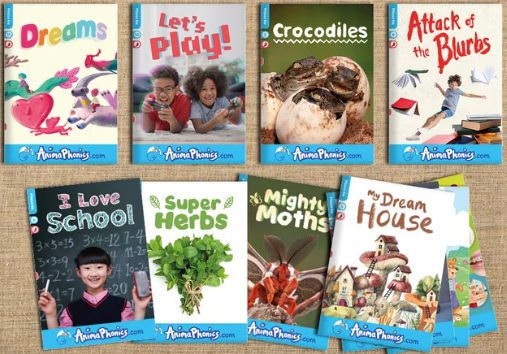 Dreams
AnimaPhonics.com
Let's
Play!
AnimaPhonics.com
Crocodiles
AnimaPhonics.com
Attack of
the Blurbs
AnimaPhonics.com
I Love
School
3×5=15 3×4=12 7-4
AnimaPhonics.com
Super
Herbs
AnimaPhonics.com
Mighty
Moths
AnimaPhonics.com
My Dream
House
AnimaPhonics.com